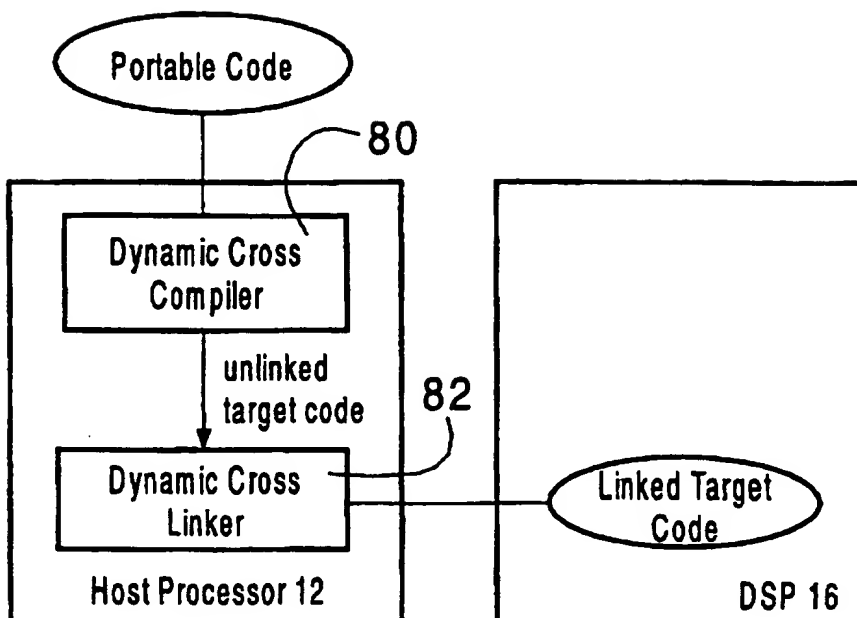 Portable Code
80
Dynamic Cross
Compiler
unlinked
target code
82
Dynamic Cross
Linker
Linked Target
Code
Host Processor 12
DSP 16